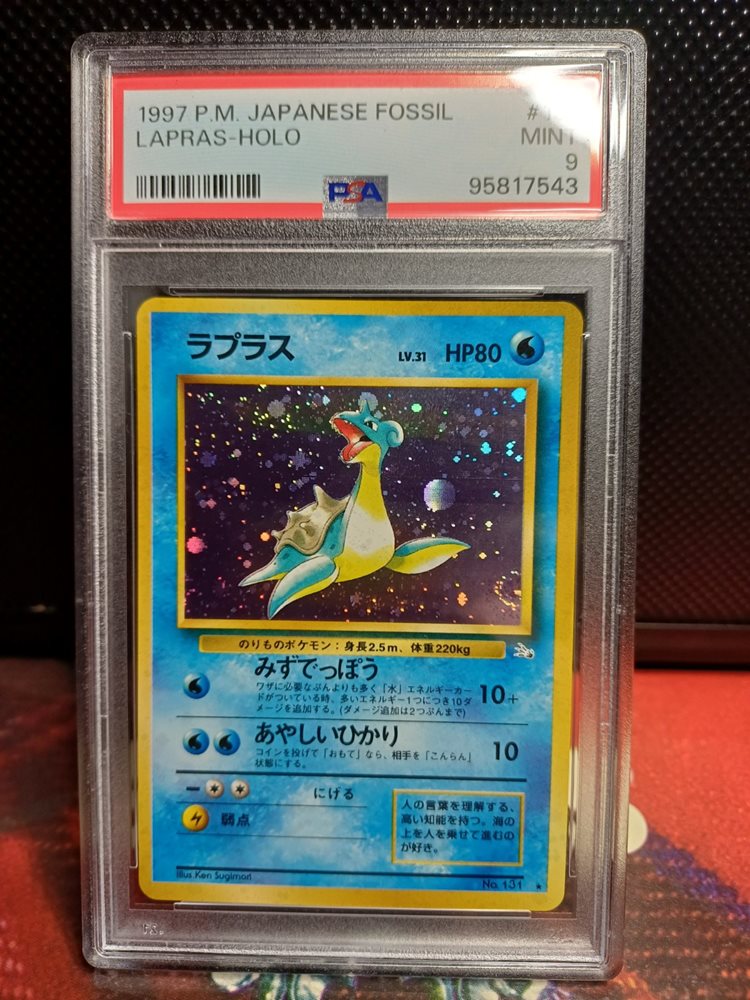 1997 P.M. JAPANESE FOSSIL
LAPRAS-HOLO
MINT
9
PSA
95817543
ラプラス LV.31 HP80
のりものポケモン：身長2.5m、体重220kg
みずでっぽう
ワザに必要なぶんよりも多く「水」エネルギーカー
ドがついている時、多いエネルギー1つにつき10ダ
メージを追加する。(ダメージ追加は2つぶんまで)
10+
あやしいひかり
コインを投げて「おもて」なら、相手を「こんらん」
状態にする。
10
にげる
弱点
人の言葉を理解する、
高い知能を持つ。海の
上を人を乗せて進むの
が好き。
Illus.Ken Sugimori
No. 131 ★